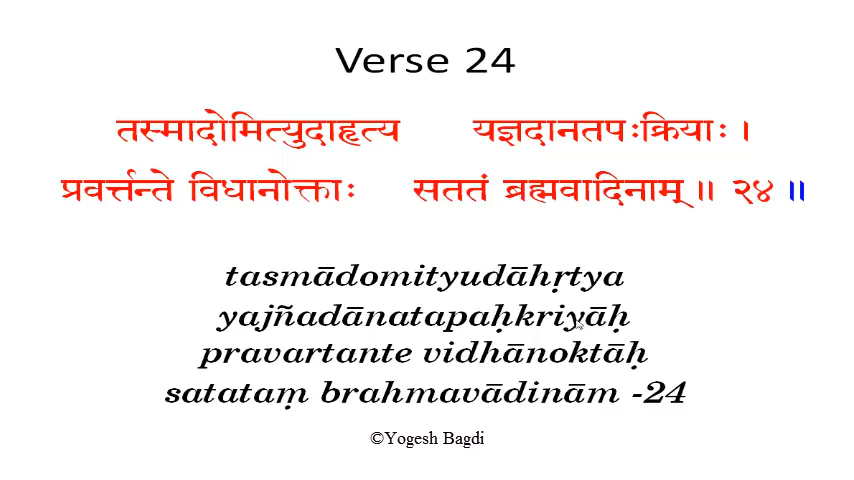 Verse 24
तस्मादोमित्युदाहृत्य यज्ञदानतपःक्रियाः ।
प्रवर्त्तन्ते विधानोक्ताः सततं ब्रह्मवादिनाम् ॥ २४ ॥
tasmādomityudāhṛtya
yajñadānatapaḥkriyāḥ
pravartante vidhānoktāḥ
satataṃ brahmavādinām -24
©Yogesh Bagdi